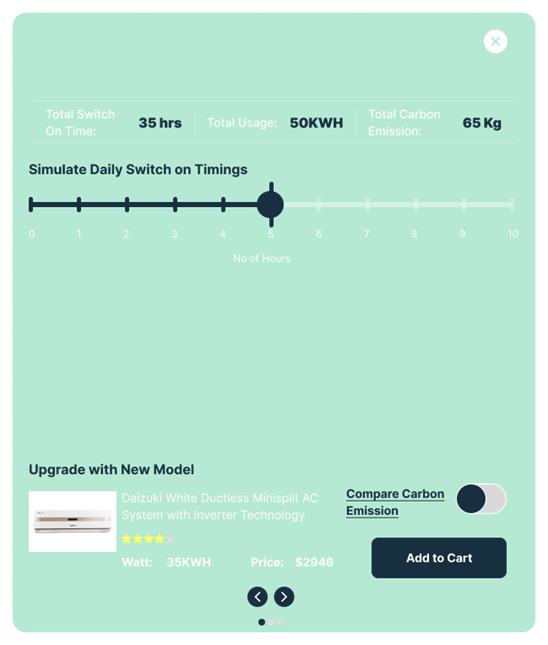 Total Switch
On Time:
35 hrs
Total Usage:
50KWH
Total Carbon
Emission:
65 Kg
Simulate Daily Switch on Timings
0 1 2 3 4 5 6 7 8 9 10
No of Hours
Upgrade with New Model
Daizuki White Ductless Minisplit AC
System with Inverter Technology
Watt: 35KWH Price: $2946
Compare Carbon
Emission
Add to Cart